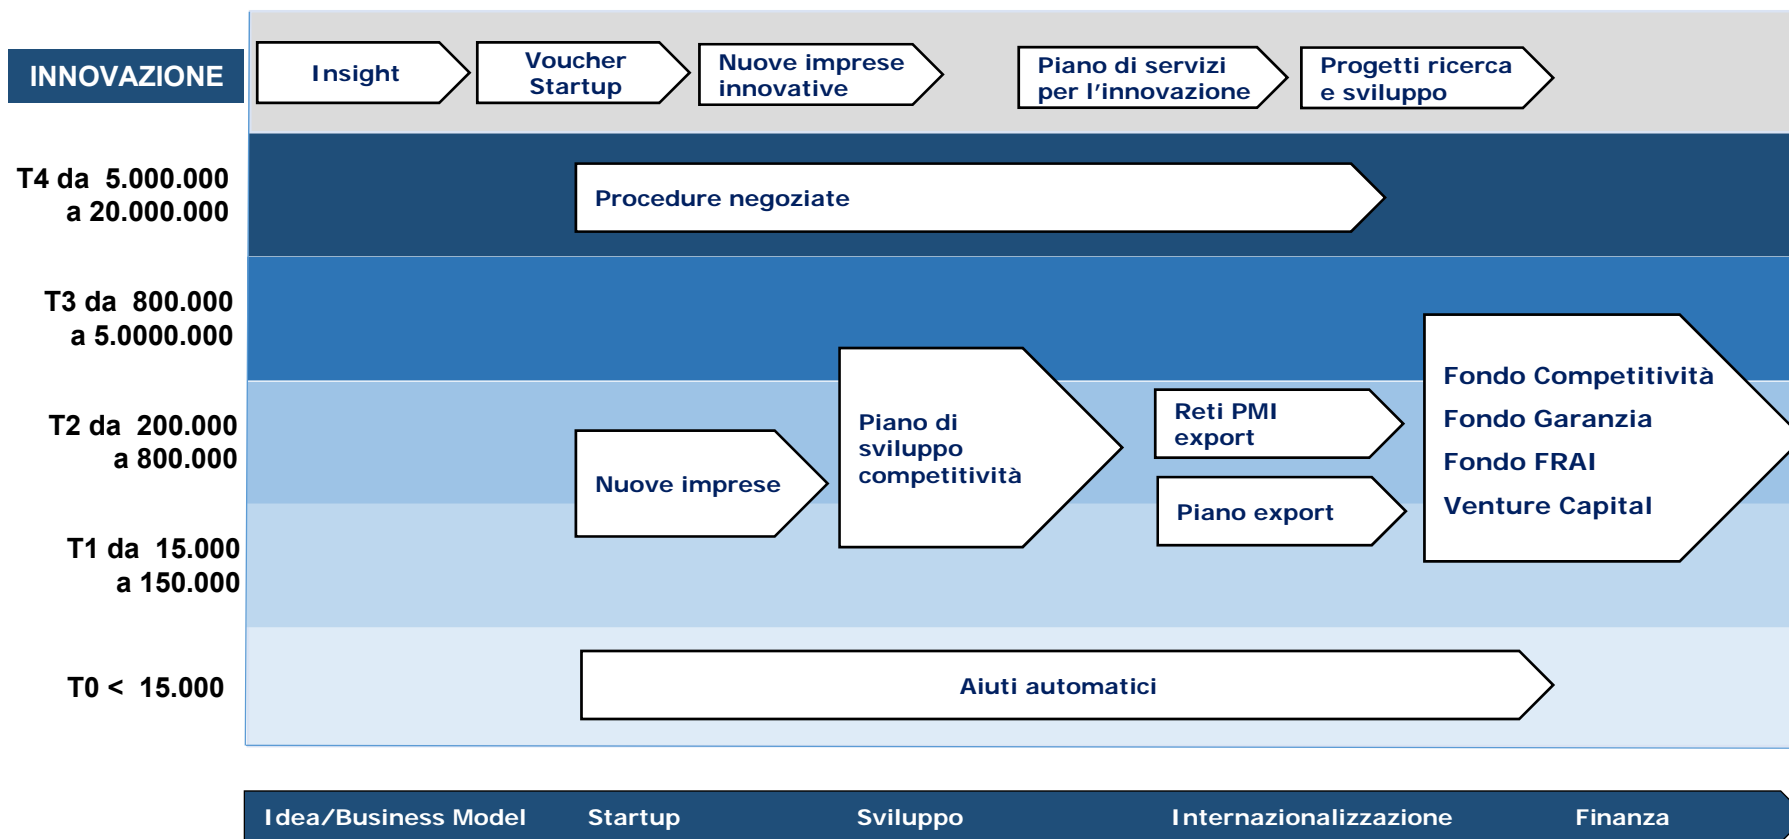 INNOVAZIONE
Insight
Voucher
Startup
Nuove imprese
innovative
Piano di servizi
per l'innovazione
Progetti ricerca
e sviluppo
T4 da 5.000.000
a 20.000.000
Procedure negoziate
T3 da 800.000
a 5.0000.000
T2 da 200.000
a 800.000
Nuove imprese
Piano di
sviluppo
competitività
Reti PMI
export
Piano export
Fondo Competitività
Fondo Garanzia
Fondo FRAI
Venture Capital
T1 da 15.000
a 150.000
T0 < 15.000
Aiuti automatici
Idea/Business Model
Startup
Sviluppo
Internazionalizzazione
Finanza